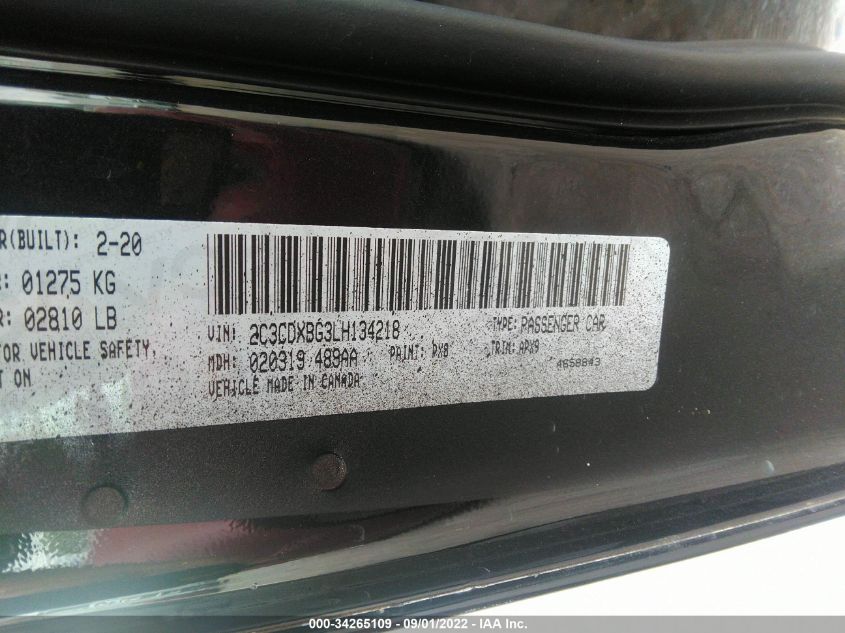 R(BUILT): 2-20
: 01275 KG
R: 02810 LB
TOR VEHICLE SAFETY,
T ON
VIN: 2C3CDXBG3LH134218
TYPE: PASSENGER CAR
MDH: 020319 489AA
PAINT: PX8
TRIM: APX9
VEHICLE MADE IN CANADA
4658843
000-34265109 - 09/01/2022 - IAA Inc.